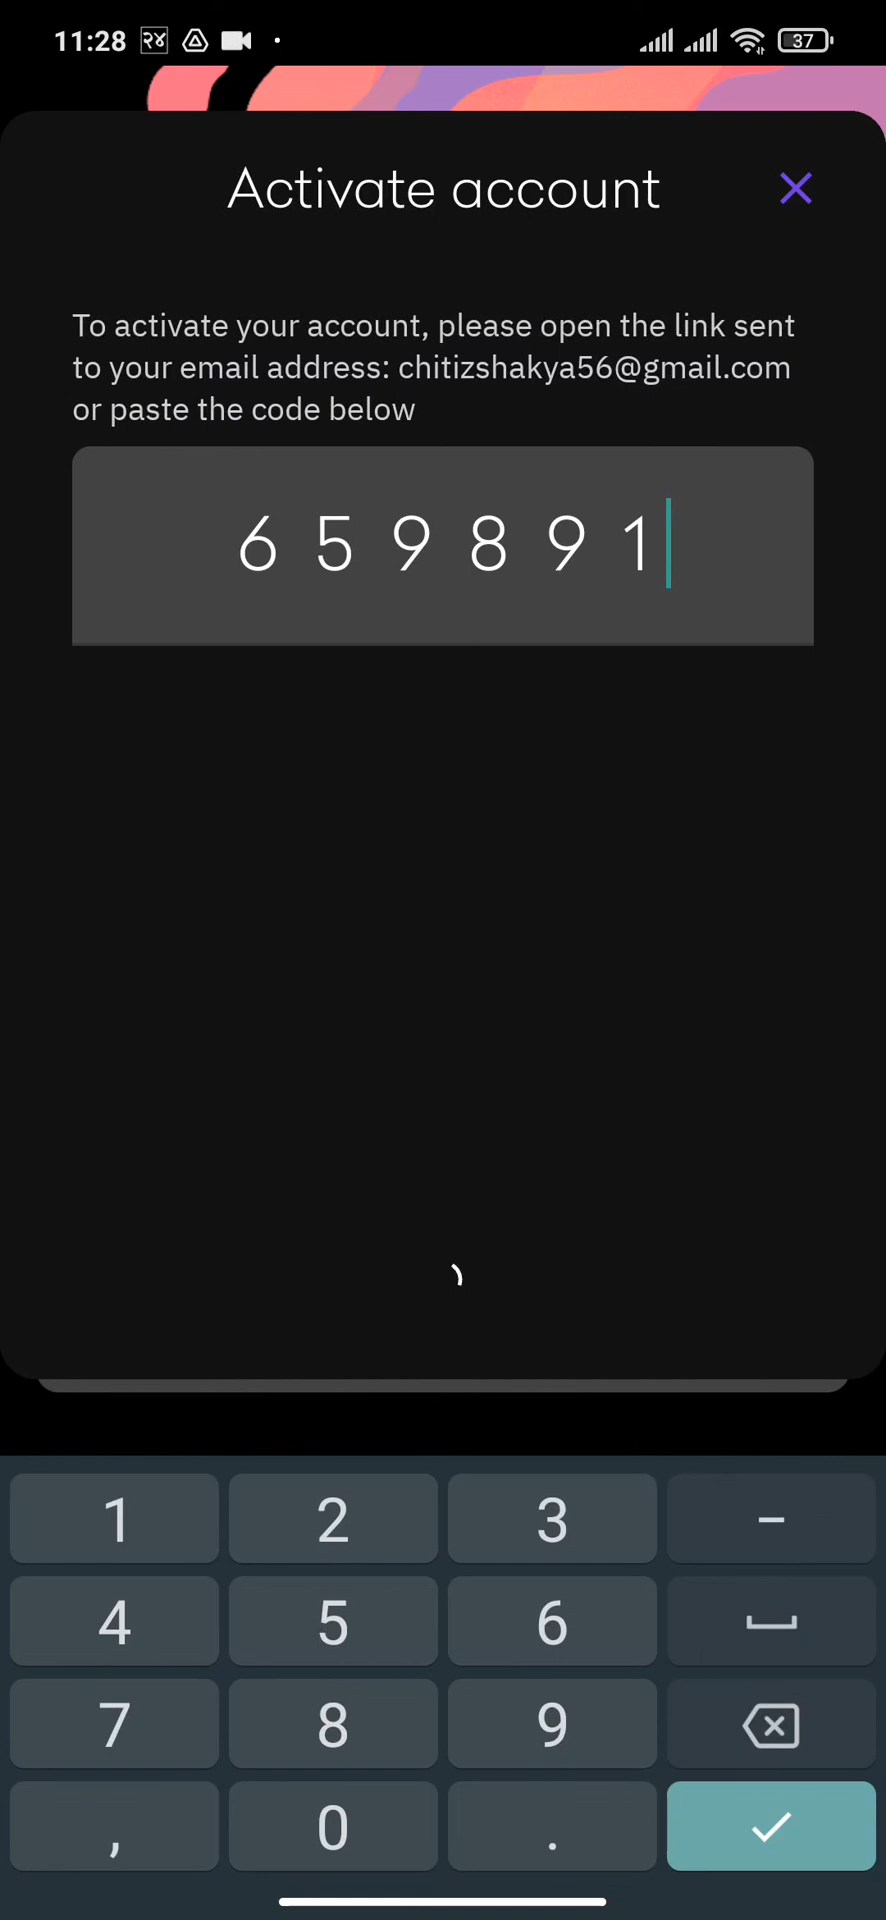 11:28 २४ 37
Activate account
To activate your account, please open the link sent
to your email address: chitizshakya56@gmail.com
or paste the code below
6 5 9 8 9 1
1 2 3 –
4 5 6
7 8 9
, 0 .